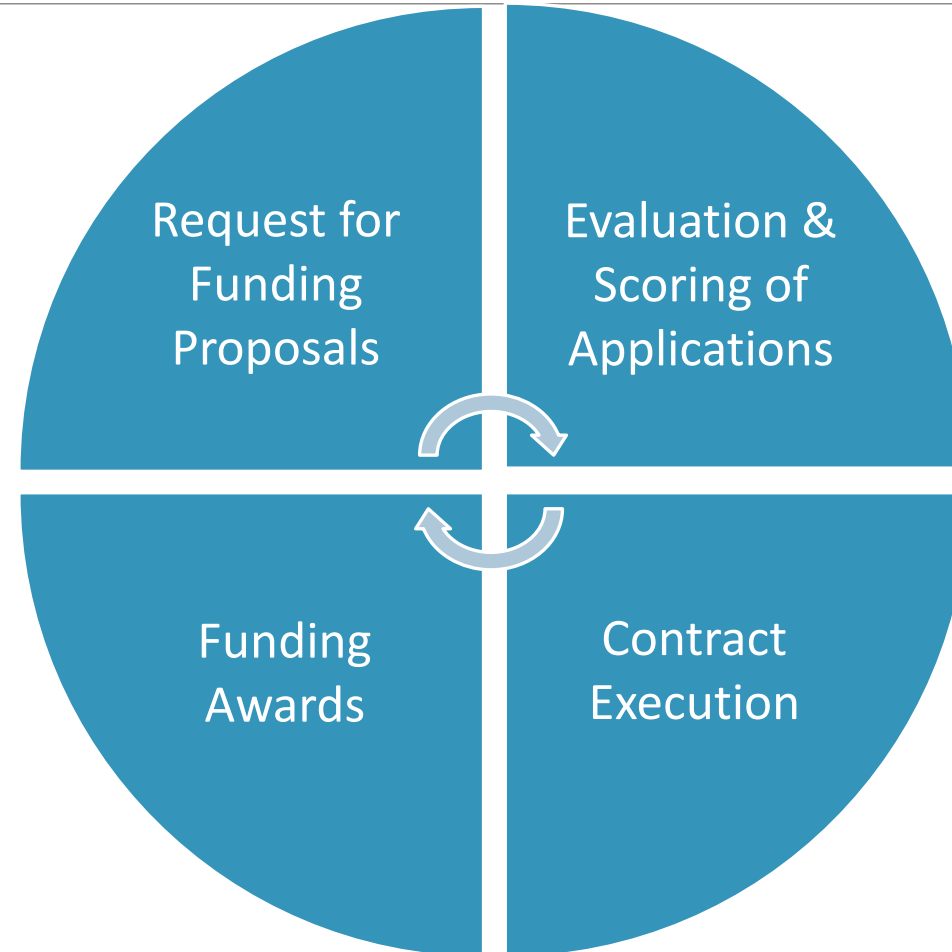 Request for
Funding
Proposals
Evaluation &
Scoring of
Applications
Funding
Awards
Contract
Execution